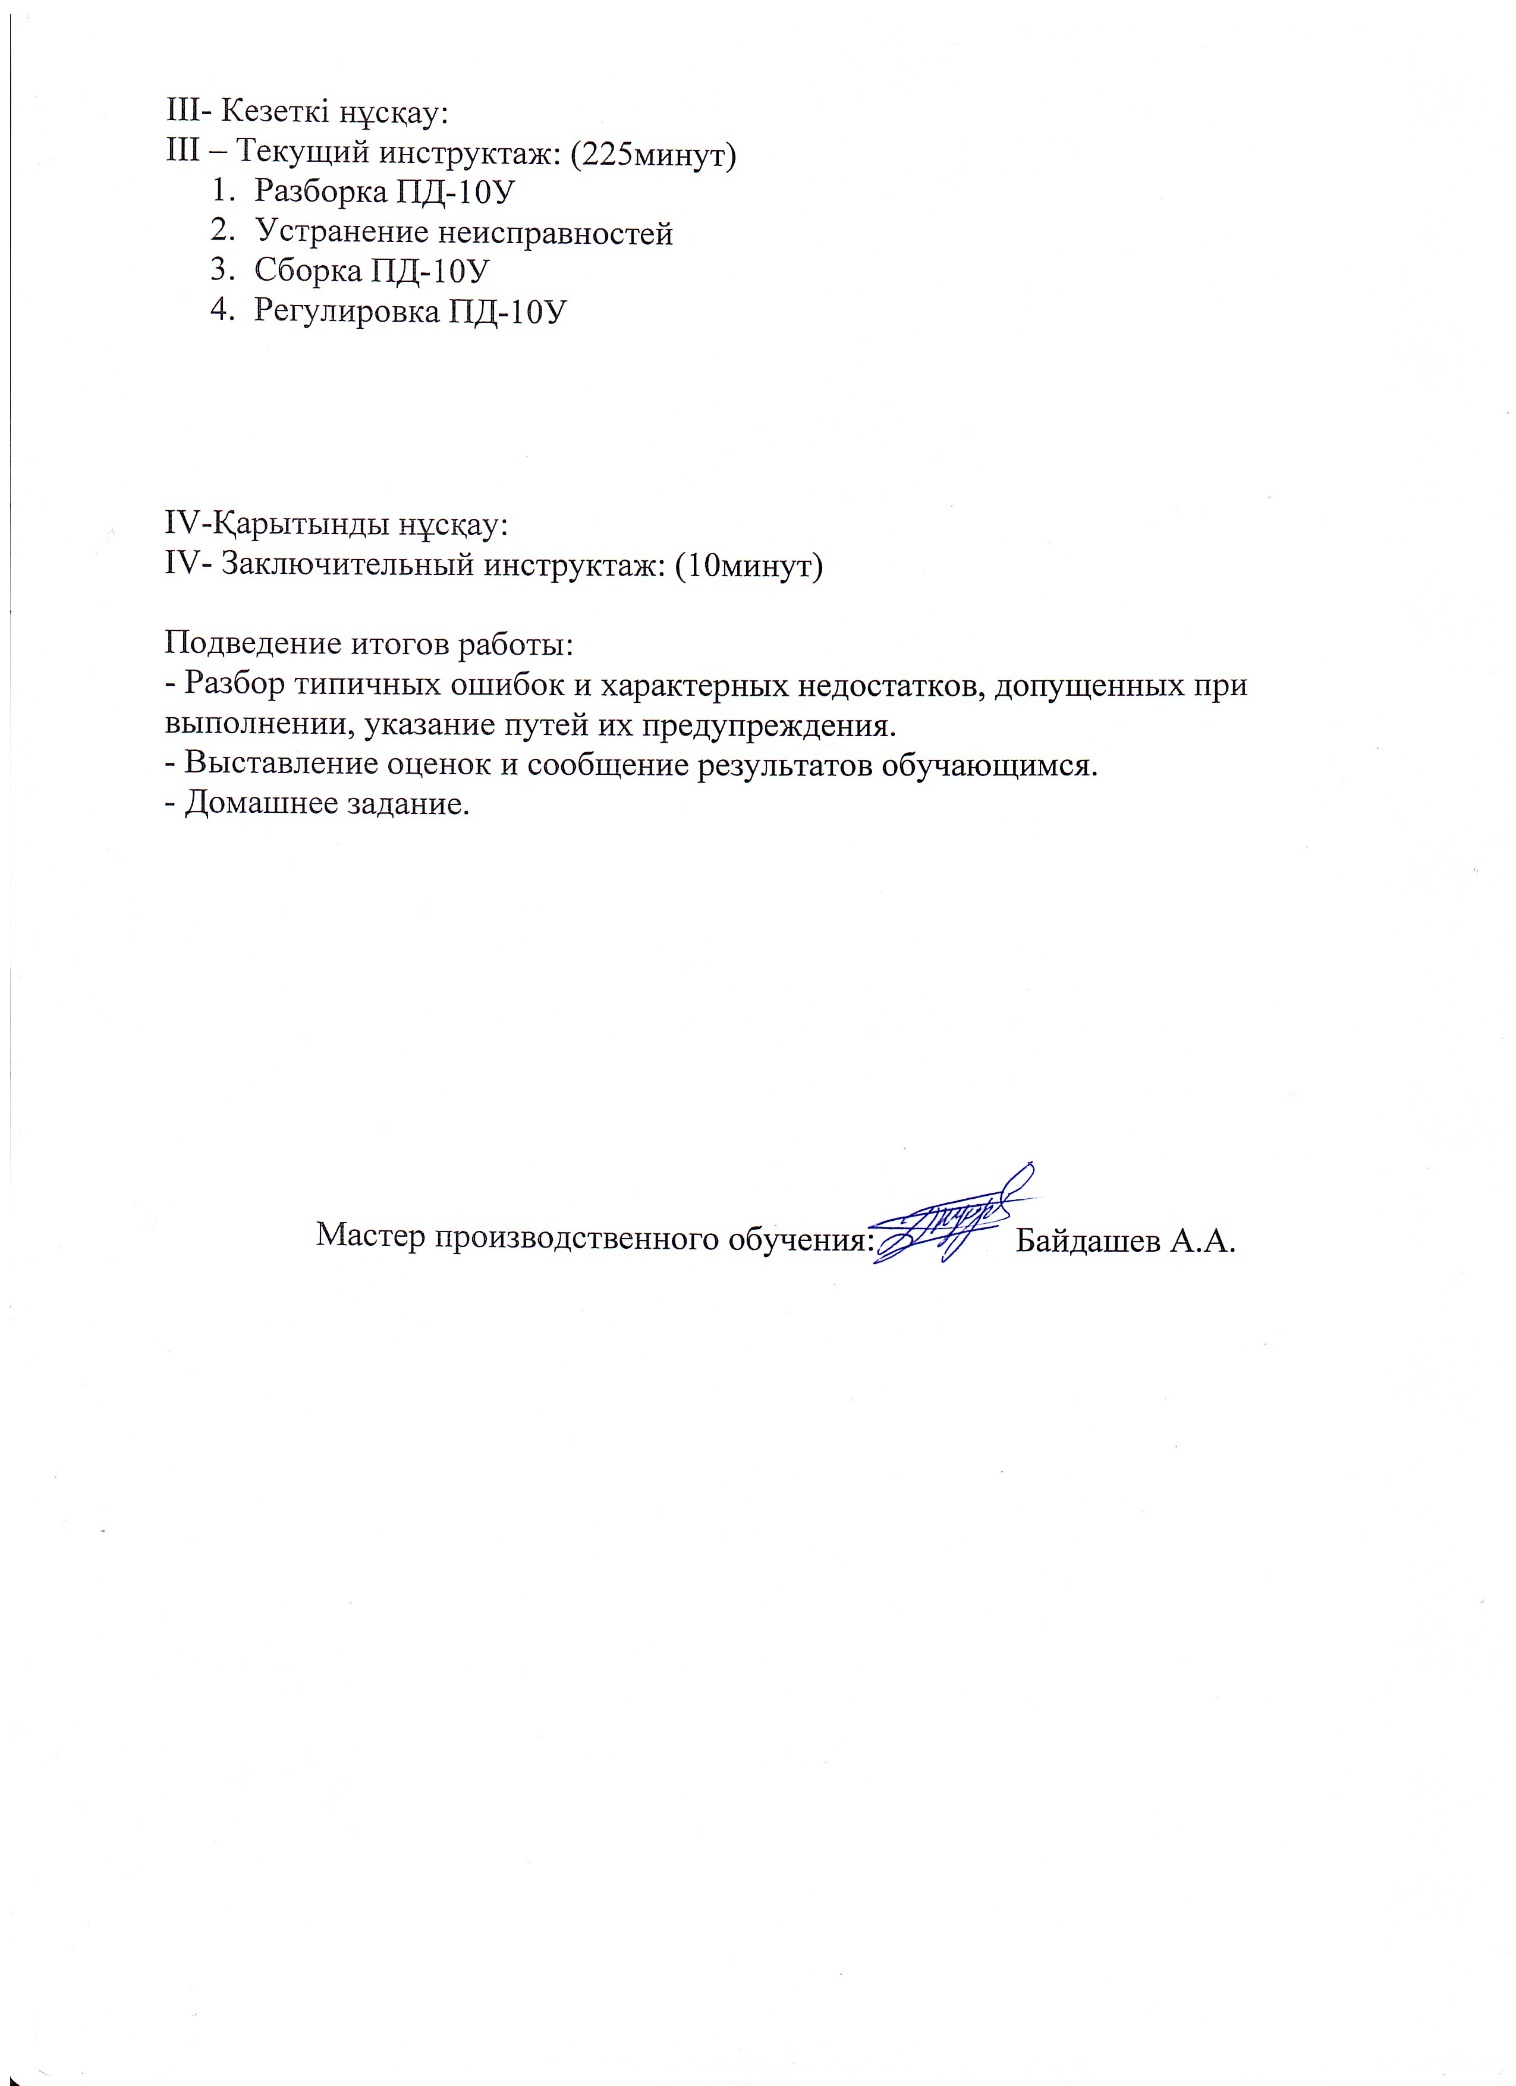 III- Кезеткі нұсқау:
III – Текущий инструктаж: (225минут)
1. Разборка ПД-10У
2. Устранение неисправностей
3. Сборка ПД-10У
4. Регулировка ПД-10У
IV-Қарытынды нұсқау:
IV- Заключительный инструктаж: (10минут)
Подведение итогов работы:
- Разбор типичных ошибок и характерных недостатков, допущенных при
выполнении, указание путей их предупреждения.
- Выставление оценок и сообщение результатов обучающимся.
- Домашнее задание.
Мастер производственного обучения: Байдашев А.А.